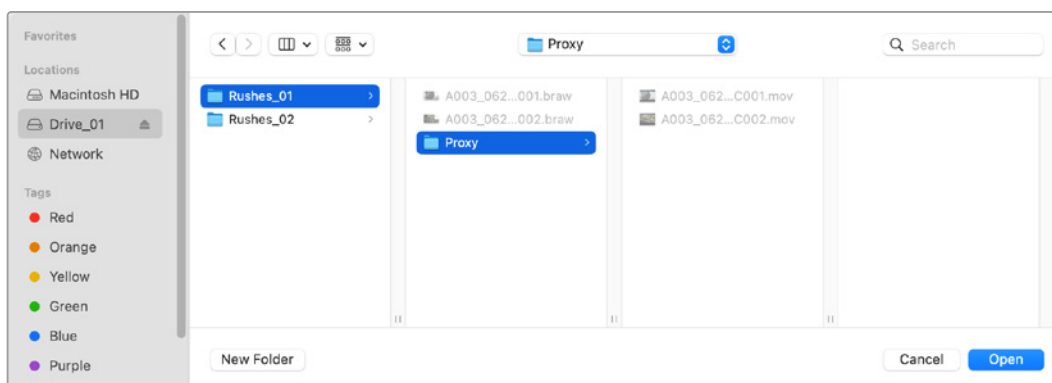 Favorites
Locations
Macintosh HD
Drive_01
Network
Tags
Red
Orange
Yellow
Green
Blue
Purple
Proxy
Search
Rushes_01
Rushes_02
A003_062...001.braw
A003_062...002.braw
Proxy
A003_062...C001.mov
A003_062...C002.mov
New Folder
Cancel
Open